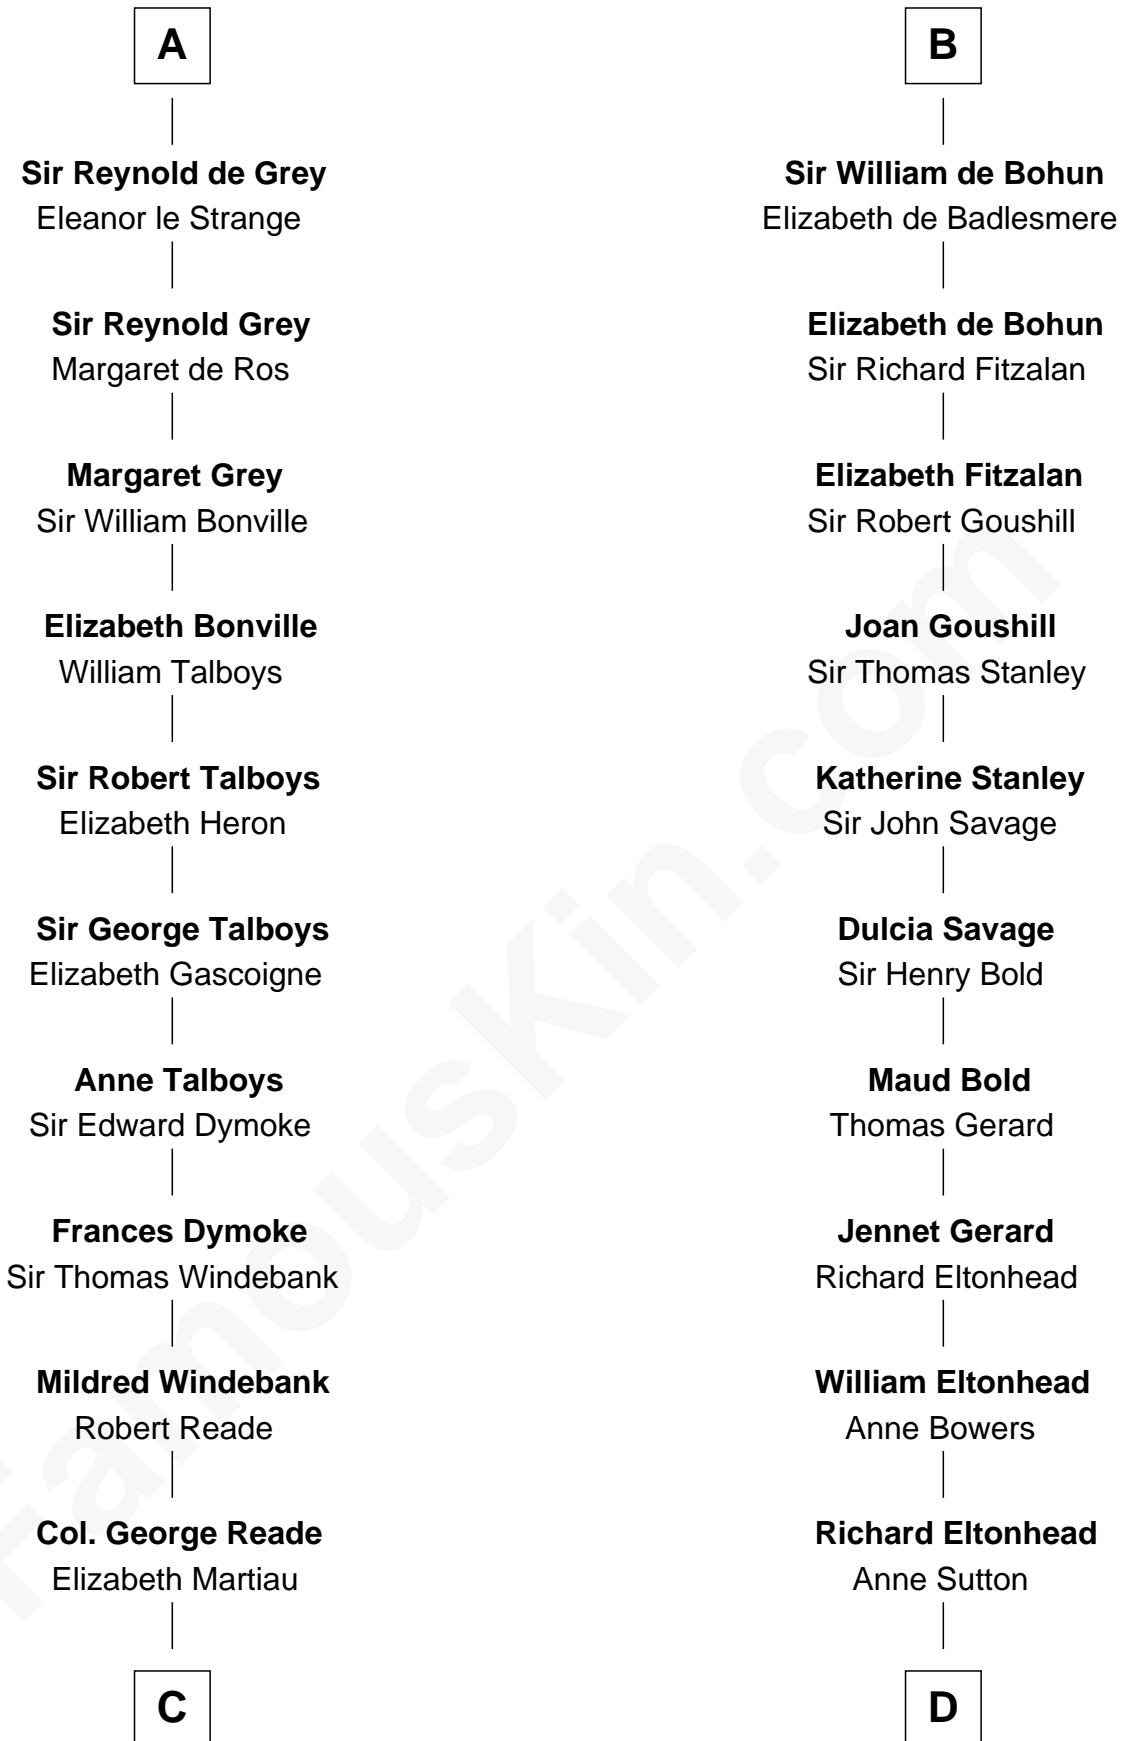 A
Sir Reynold de Grey
Eleanor le Strange
Sir Reynold Grey
Margaret de Ros
Margaret Grey
Sir William Bonville
Elizabeth Bonville
William Talboys
Sir Robert Talboys
Elizabeth Heron
Sir George Talboys
Elizabeth Gascoigne
Anne Talboys
Sir Edward Dymoke
Frances Dymoke
Sir Thomas Windebank
Mildred Windebank
Robert Reade
Col. George Reade
Elizabeth Martiau
C
B
Sir William de Bohun
Elizabeth de Badlesmere
Elizabeth de Bohun
Sir Richard Fitzalan
Elizabeth Fitzalan
Sir Robert Goushill
Joan Goushill
Sir Thomas Stanley
Katherine Stanley
Sir John Savage
Dulcia Savage
Sir Henry Bold
Maud Bold
Thomas Gerard
Jennet Gerard
Richard Eltonhead
William Eltonhead
Anne Bowers
Richard Eltonhead
Anne Sutton
D
FamousKin.com